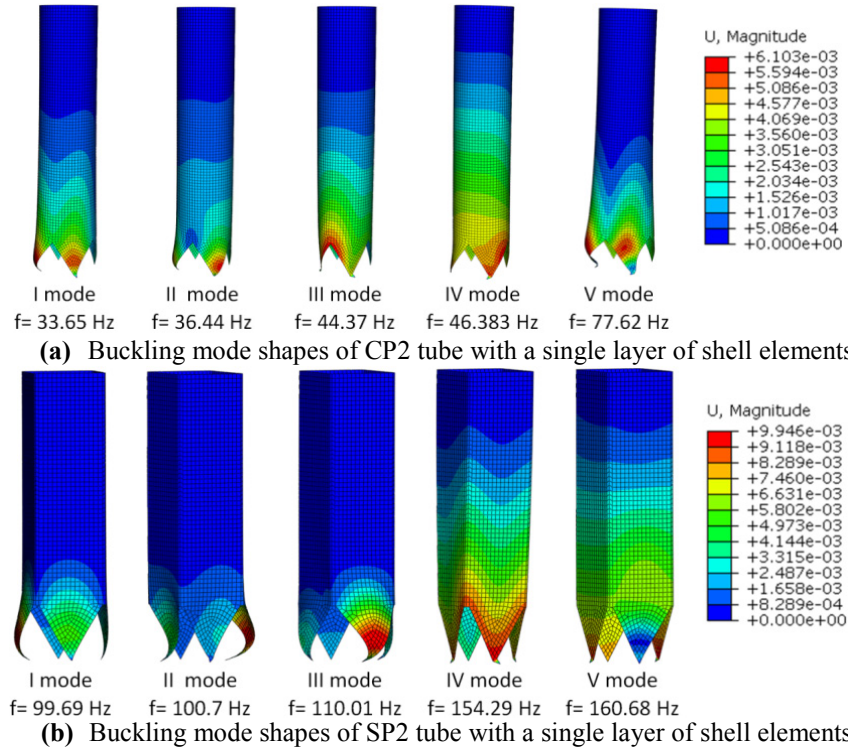 U, Magnitude
+6.103e-03
+5.594e-03
+5.086e-03
+4.577e-03
+4.069e-03
+3.560e-03
+3.051e-03
+2.543e-03
+2.034e-03
+1.526e-03
+1.017e-03
+5.086e-04
+0.000e+00
I mode II mode III mode IV mode V mode
f= 33.65 Hz f= 36.44 Hz f= 44.37 Hz f= 46.383 Hz f= 77.62 Hz
(a) Buckling mode shapes of CP2 tube with a single layer of shell elements
U, Magnitude
+9.946e-03
+9.118e-03
+8.289e-03
+7.460e-03
+6.631e-03
+5.802e-03
+4.973e-03
+4.144e-03
+3.315e-03
+2.487e-03
+1.658e-03
+8.289e-04
+0.000e+00
I mode II mode III mode IV mode V mode
f= 99.69 Hz f= 100.7 Hz f= 110.01 Hz f= 154.29 Hz f= 160.68 Hz
(b) Buckling mode shapes of SP2 tube with a single layer of shell elements